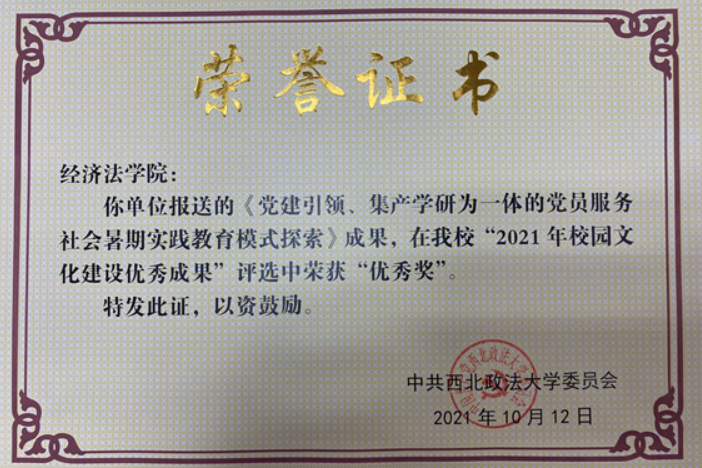 荣誉证书
经济法学院：
你单位报送的《党建引领、集产学研为一体的党员服务
社会暑期实践教育模式探索》成果，在我校“2021年校园文
化建设优秀成果”评选中荣获“优秀奖”。
特发此证，以资鼓励。
中共西北政法大学委员会
2021年10月12日